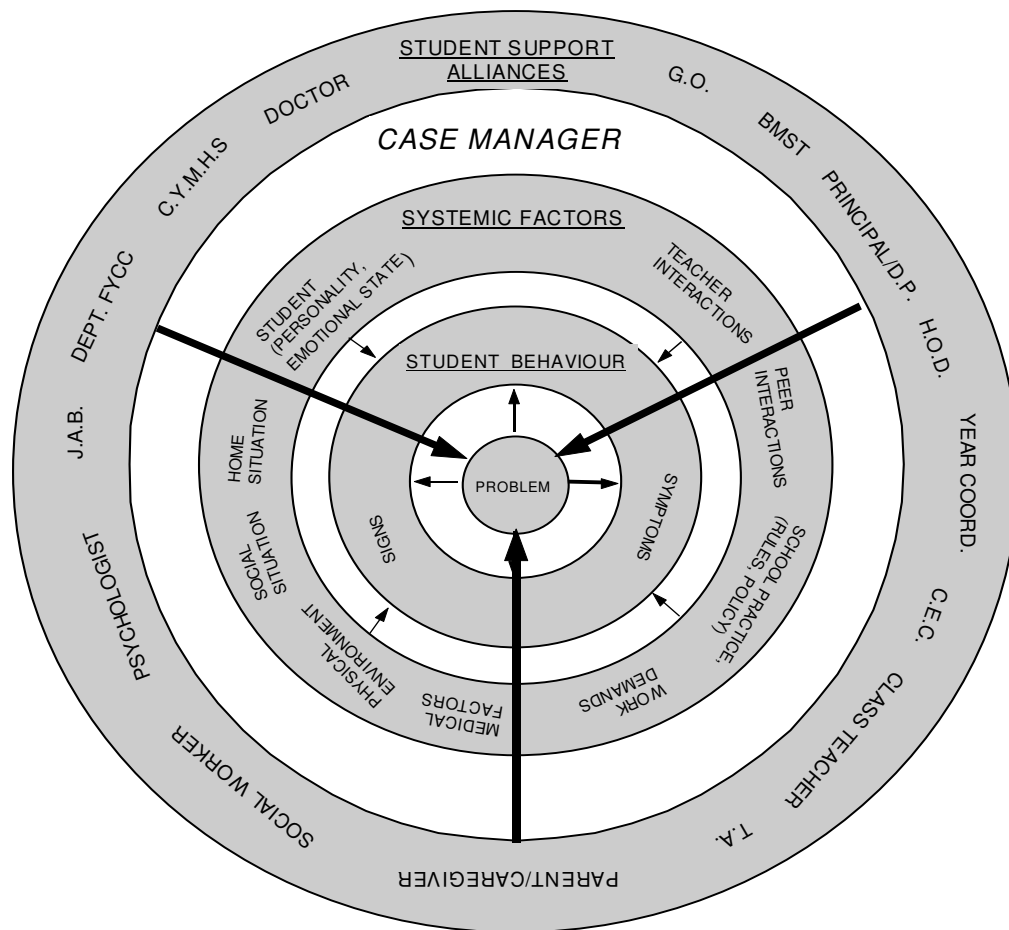 STUDENT SUPPORT
ALLIANCES
G.O.
BMST
PRINCIPAL/D.P.
H.O.D.
YEAR COORD.
C.E.C.
CLASS TEACHER
T.A.
PARENT/CAREGIVER
SOCIAL WORKER
PSYCHOLOGIST
J.A.B.
DEPT. FYCC
C.Y.M.H.S
DOCTOR
CASE MANAGER
SYSTEMIC FACTORS
TEACHER
INTERACTIONS
PEER
INTERACTIONS
SCHOOL PRACTICE,
(RULES, POLICY)
WORK
DEMANDS
MEDICAL
FACTORS
PHYSICAL
ENVIRONMENT
SOCIAL
SITUATION
HOME
SITUATION
STUDENT
(PERSONALITY,
EMOTIONAL STATE)
STUDENT BEHAVIOUR
SYMPTOMS
SIGNS
PROBLEM